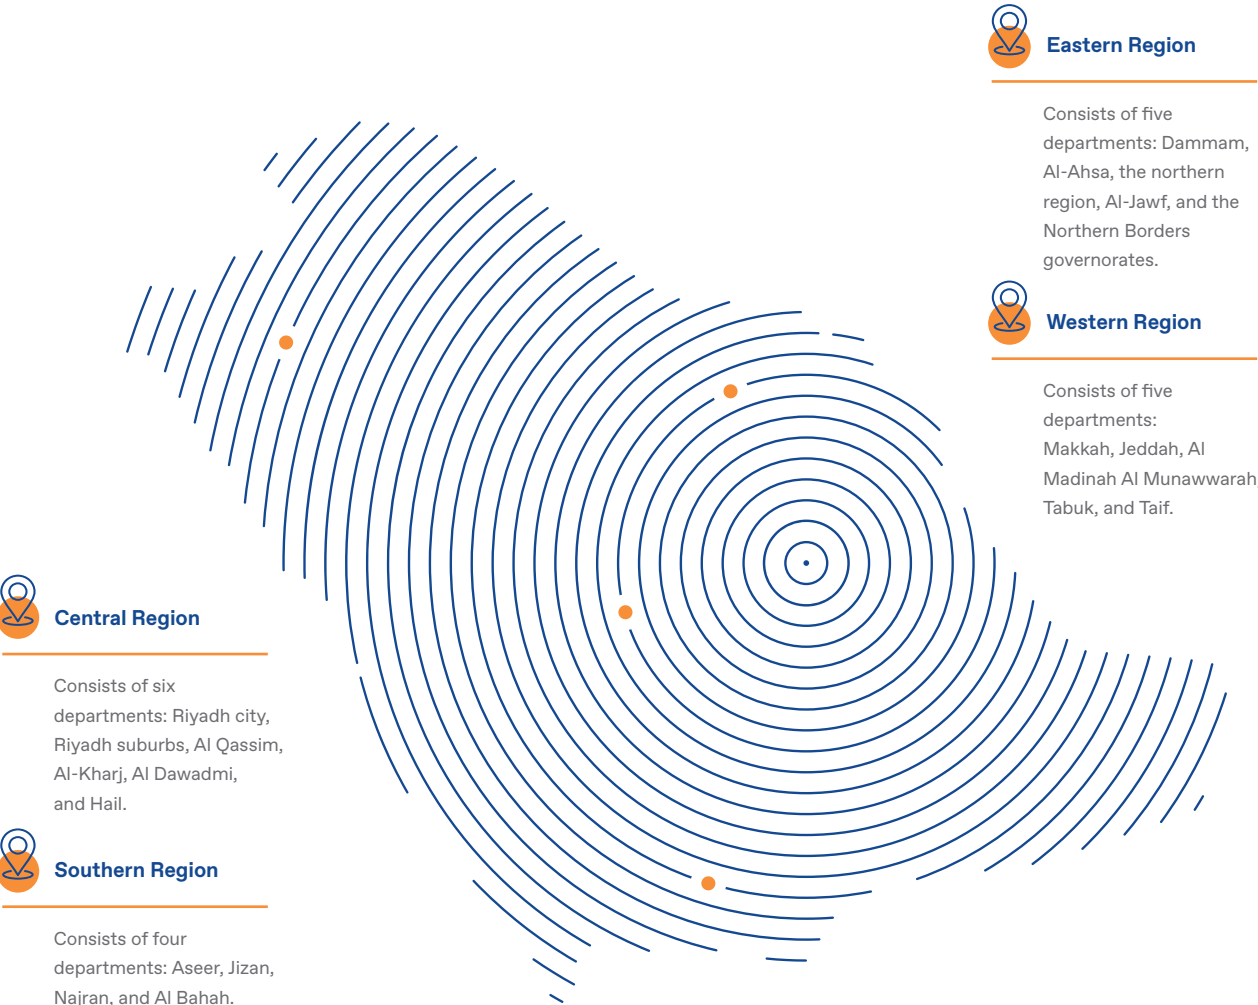 Eastern Region
Consists of five
departments: Dammam,
Al-Ahsa, the northern
region, Al-Jawf, and the
Northern Borders
governorates.
Western Region
Consists of five
departments:
Makkah, Jeddah, Al
Madinah Al Munawwarah,
Tabuk, and Taif.
Central Region
Consists of six
departments: Riyadh city,
Riyadh suburbs, Al Qassim,
Al-Kharj, Al Dawadmi,
and Hail.
Southern Region
Consists of four
departments: Aseer, Jizan,
Najran, and Al Bahah.